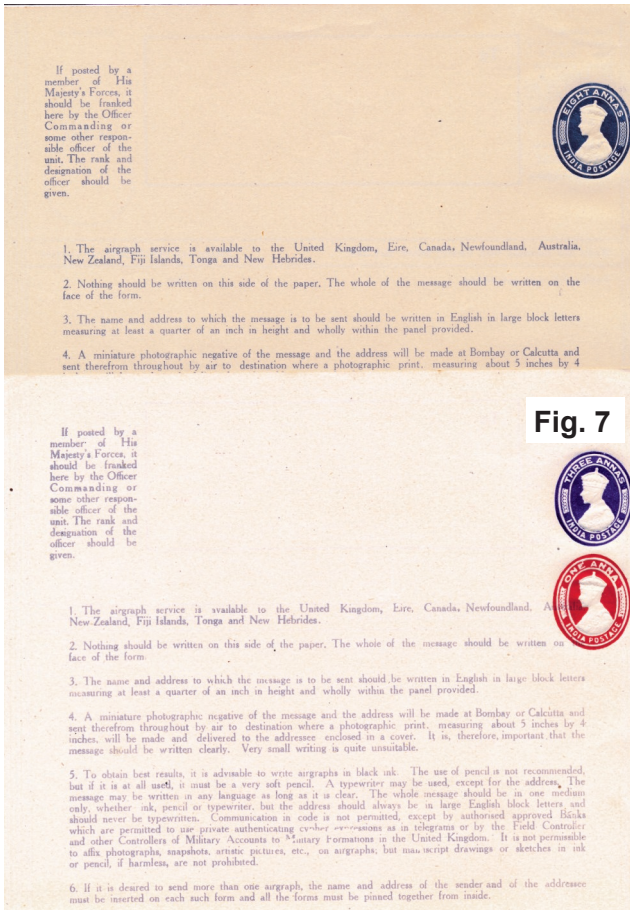 If posted by a
member of His
Majesty's Forces, it
should be franked
here by the Officer
Commanding or
some other respon-
sible officer of the
unit. The rank and
designation of the
officer should be
given.
EIGHT ANNAS
INDIA POSTAGE
1. The airgraph service is available to the United Kingdom, Eire, Canada, Newfoundland, Australia,
New Zealand, Fiji Islands, Tonga and New Hebrides.
2. Nothing should be written on this side of the paper. The whole of the message should be written on the
face of the form.
3. The name and address to which the message is to be sent should be written in English in large block letters
measuring at least a quarter of an inch in height and wholly within the panel provided.
4. A miniature photographic negative of the message and the address will be made at Bombay or Calcutta and
sent therefrom throughout by air to destination where a photographic print, measuring about 5 inches by 4
Fig. 7
If posted by a
member of His
Majesty's Forces, it
should be franked
here by the Officer
Commanding or
some other respon-
sible officer of the
unit. The rank and
designation of the
officer should be
given.
THREE ANNAS
INDIA POSTAGE
ONE ANNA
INDIA POSTAGE
1. The airgraph service is available to the United Kingdom, Eire, Canada, Newfoundland,
New Zealand, Fiji Islands, Tonga and New Hebrides.
2. Nothing should be written on this side of the paper. The whole of the message should be written on
face of the form.
3. The name and address to which the message is to be sent should be written in English in large block letters
measuring at least a quarter of an inch in height and wholly within the panel provided.
4. A miniature photographic negative of the message and the address will be made at Bombay or Calcutta and
sent therefrom throughout by air to destination where a photographic print, measuring about 5 inches by 4
inches, will be made and delivered to the addressee enclosed in a cover. It is, therefore, important that the
message should be written clearly. Very small writing is quite unsuitable.
5. To obtain best results, it is advisable to write airgraphs in black ink. The use of pencil is not recommended,
but if it is at all used, it must be a very soft pencil. A typewriter may be used, except for the address. The
message may be written in any language as long as it is clear. The whole message should be in one medium
only, whether ink, pencil or typewriter, but the address should always be in large English block letters and
should never be typewritten. Communication in code is not permitted, except by authorised approved Banks
which are permitted to use private authenticating cypher expressions as in telegrams or by the Field Controller
and other Controllers of Military Accounts to Military Formations in the United Kingdom. It is not permissible
to affix photographs, snapshots, artistic pictures, etc., on airgraphs, but manuscript drawings or sketches in ink
or pencil, if harmless, are not prohibited.
6. If it is desired to send more than one airgraph, the name and address of the sender and of the addressee
must be inserted on each such form and all the forms must be pinned together from inside.